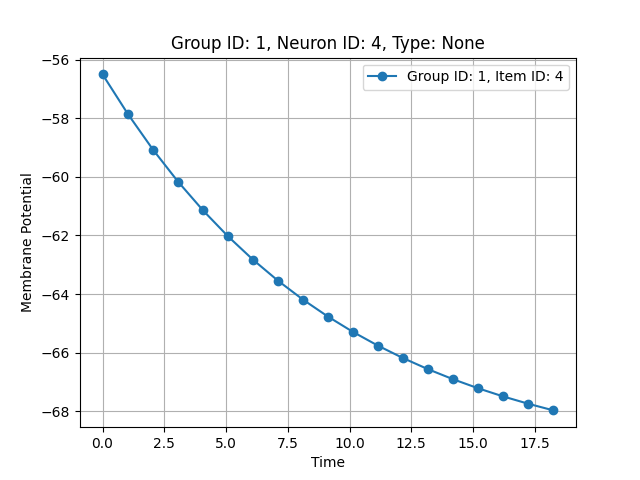 Group ID: 1, Neuron ID: 4, Type: None
Group ID: 1, Item ID: 4
Membrane Potential
−56
−58
−60
−62
−64
−66
−68
0.0 2.5 5.0 7.5 10.0 12.5 15.0 17.5
Time